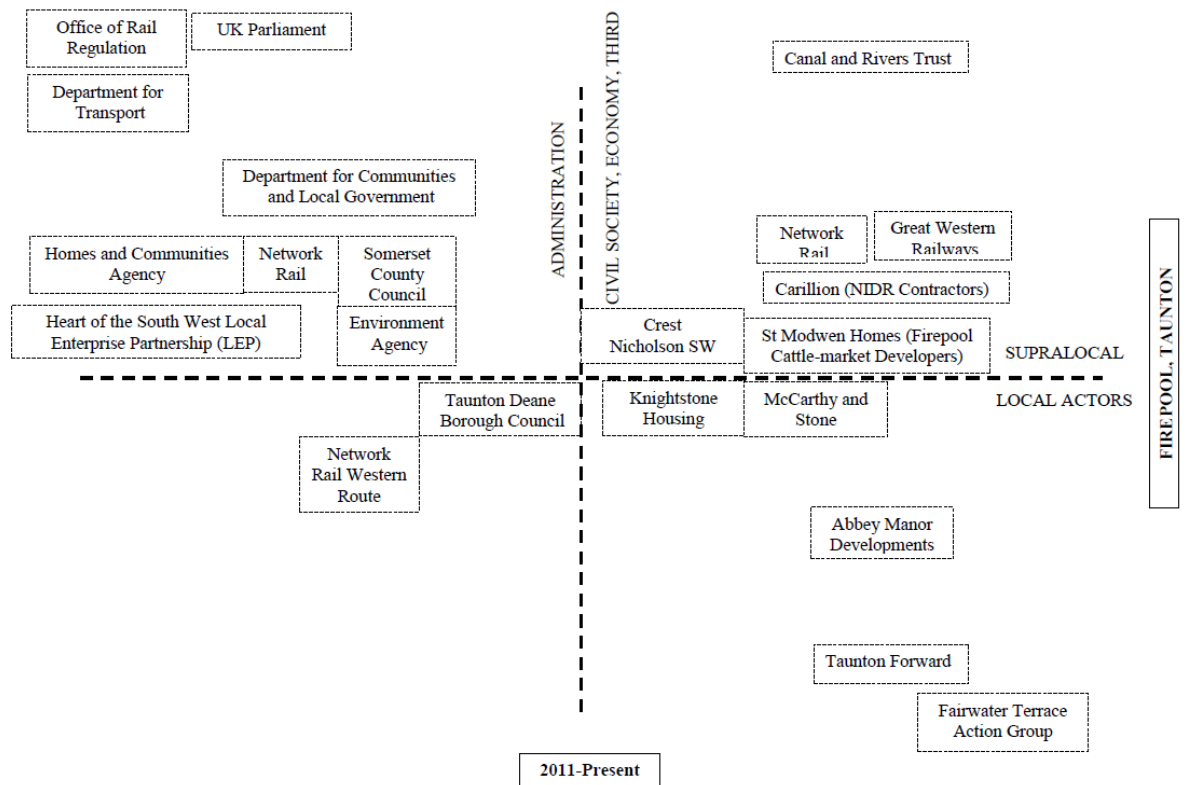 Office of Rail
Regulation
UK Parliament
Department for
Transport
Department for Communities
and Local Government
Homes and Communities
Agency
Network
Rail
Somerset
County
Council
Heart of the South West Local
Enterprise Partnership (LEP)
Environment
Agency
ADMINISTRATION
CIVIL SOCIETY, ECONOMY, THIRD
Canal and Rivers Trust
Network
Rail
Great Western
Railways
Carillion (NIDR Contractors)
Crest
Nicholson SW
St Modwen Homes (Firepool
Cattle-market Developers)
SUPRALOCAL
LOCAL ACTORS
Taunton Deane
Borough Council
Network
Rail Western
Route
Knightstone
Housing
McCarthy and
Stone
Abbey Manor
Developments
Taunton Forward
Fairwater Terrace
Action Group
FIREPOOL, TAUNTON
2011-Present